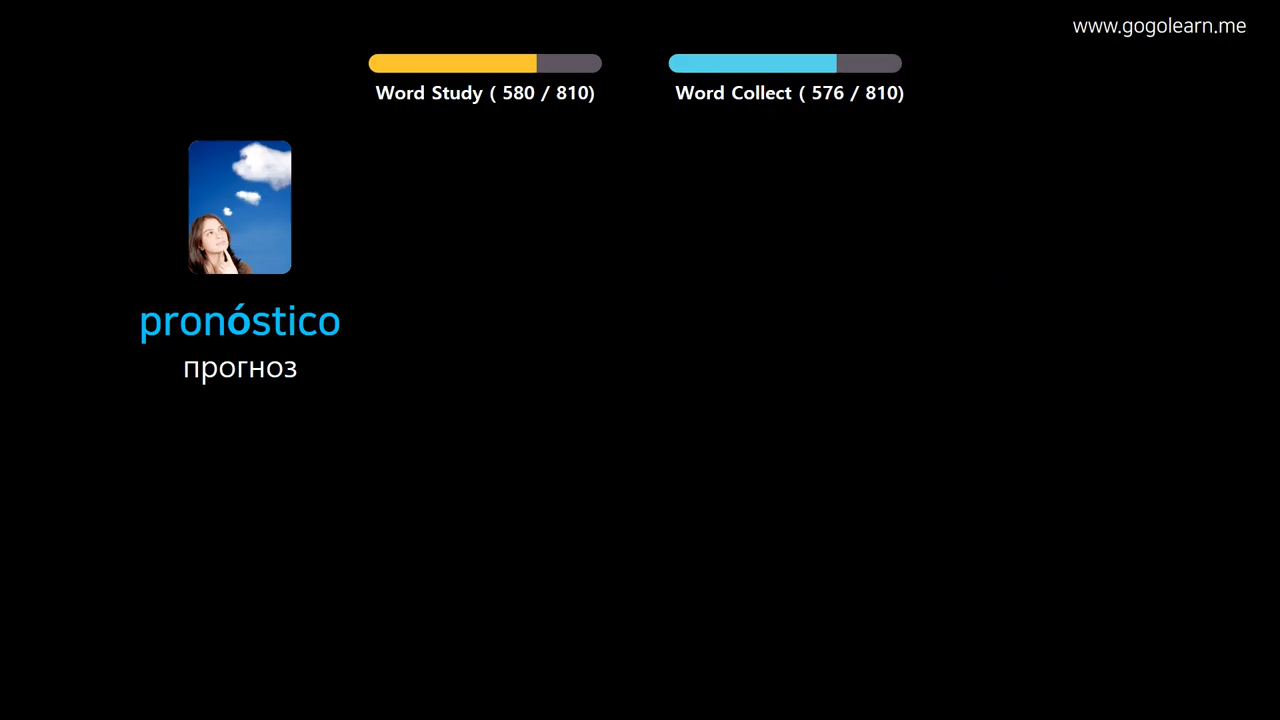 www.gogolearn.me
Word Study ( 580 / 810)
Word Collect ( 576 / 810)
pronóstico
прогноз